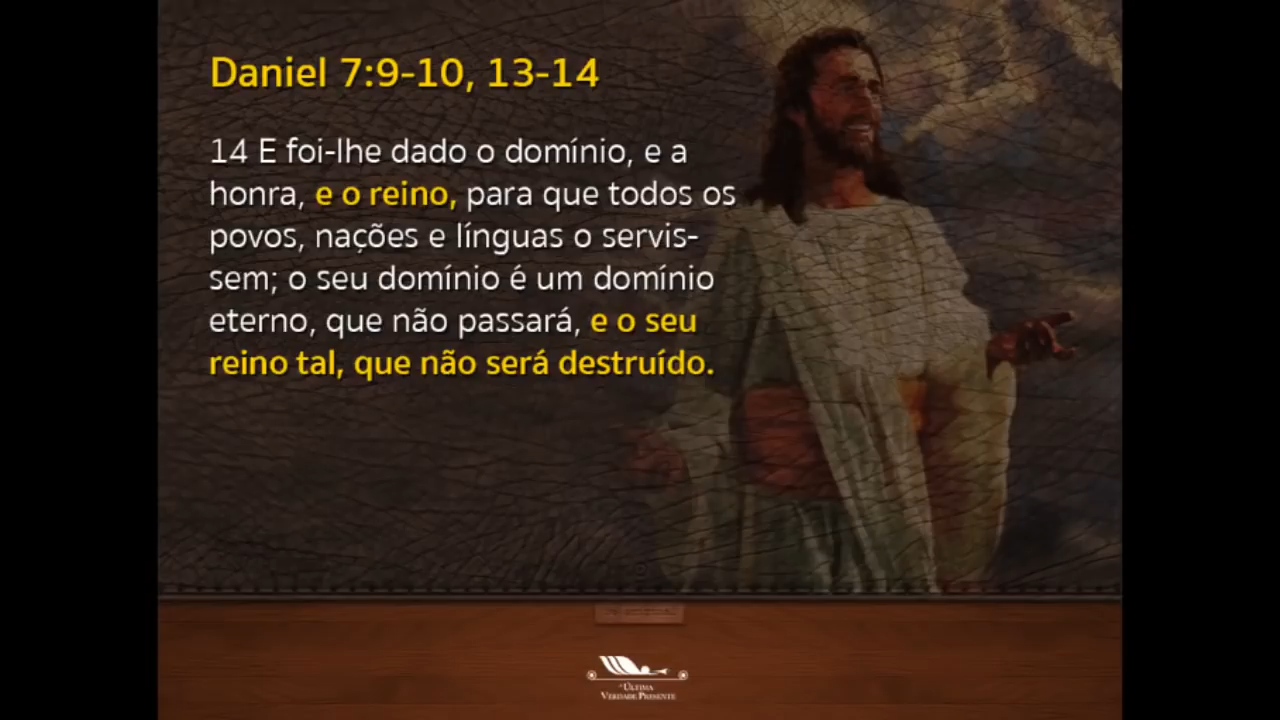 Daniel 7:9-10, 13-14
14 E foi-lhe dado o domínio, e a
honra, e o reino, para que todos os
povos, nações e línguas o servis-
sem; o seu domínio é um domínio
eterno, que não passará, e o seu
reino tal, que não será destruído.
ÚLTIMA
VERDADE PRESENTE